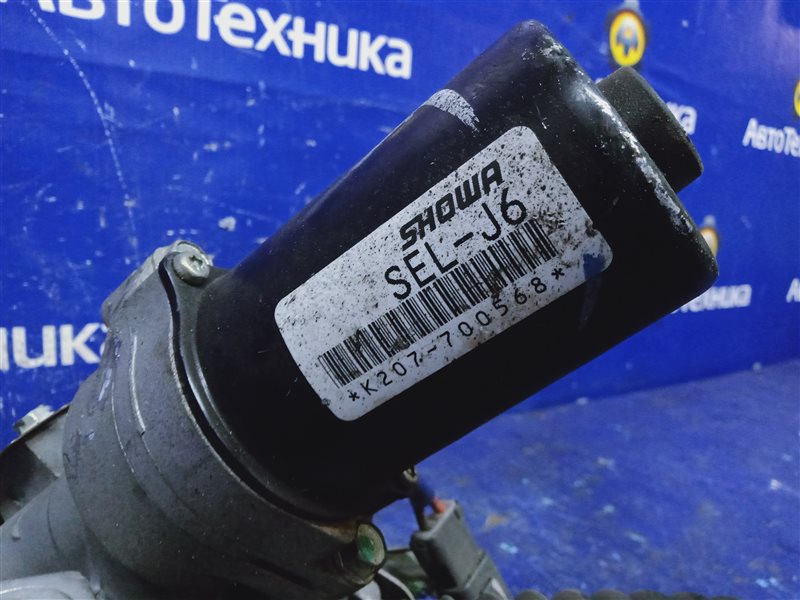 АвтоТехника
АвтоТе
SHOWA
SEL-J6
*K207-700568*
ника
ника